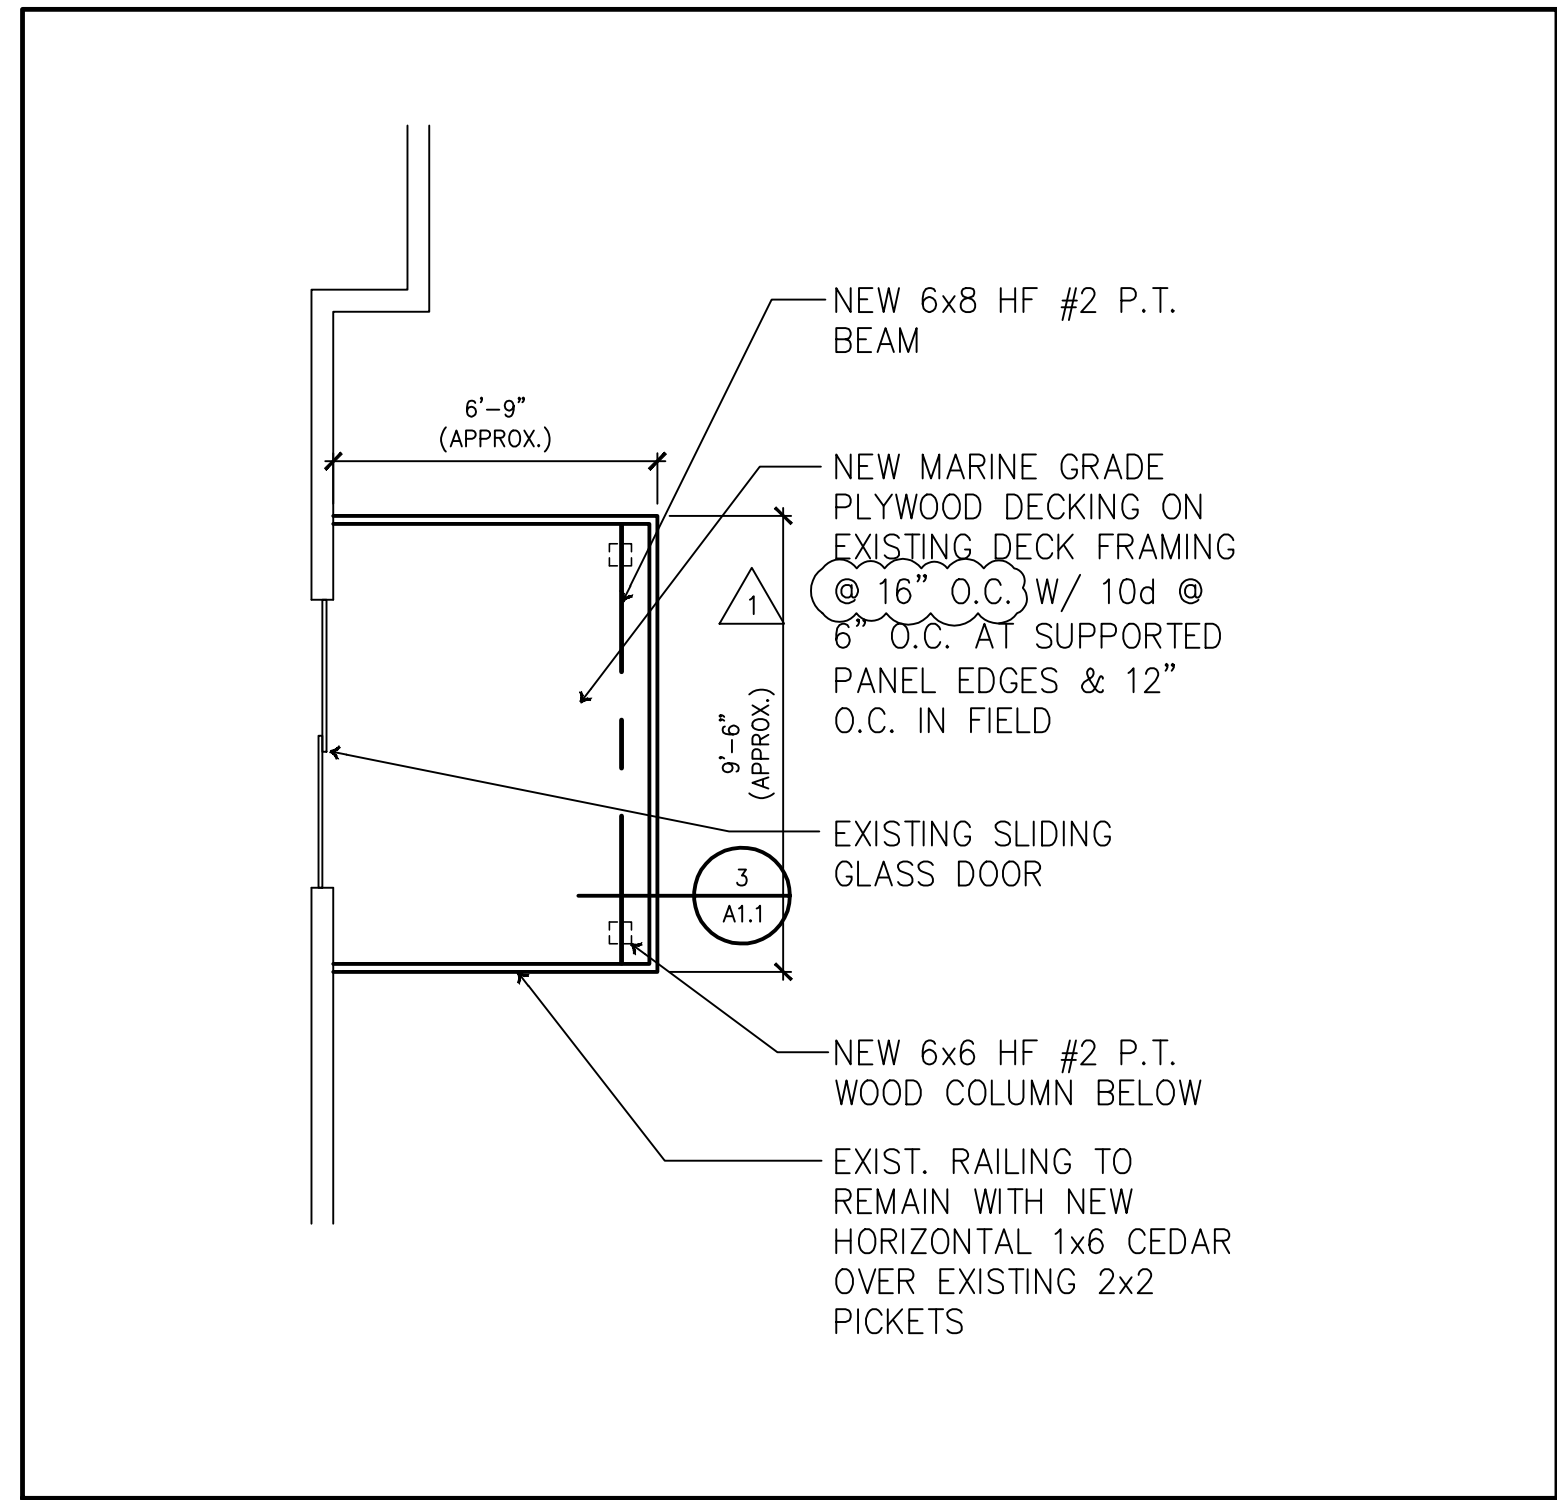 NEW 6x8 HF #2 P.T.
BEAM
6'-9"
(APPROX.)
NEW MARINE GRADE
PLYWOOD DECKING ON
EXISTING DECK FRAMING
@ 16" O.C. W/ 10d @
6" O.C. AT SUPPORTED
PANEL EDGES & 12"
O.C. IN FIELD
1
9'-6"
(APPROX.)
EXISTING SLIDING
GLASS DOOR
3
A1.1
NEW 6x6 HF #2 P.T.
WOOD COLUMN BELOW
EXIST. RAILING TO
REMAIN WITH NEW
HORIZONTAL 1x6 CEDAR
OVER EXISTING 2x2
PICKETS